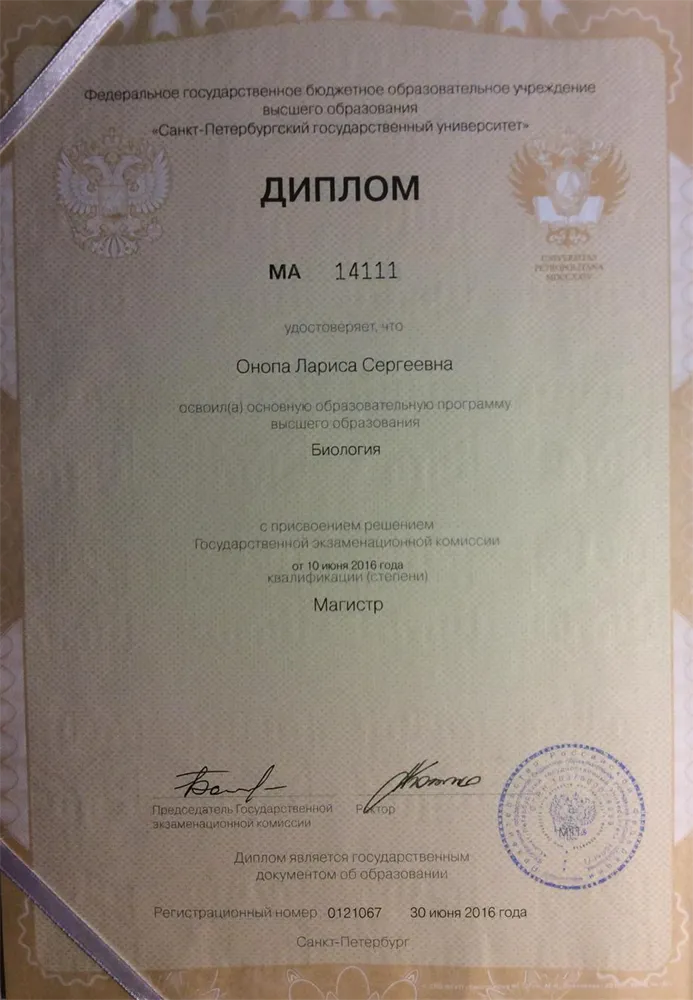 Федеральное государственное бюджетное образовательное учреждение
высшего образования
«Санкт-Петербургский государственный университет»
ДИПЛОМ
МА 14111
удостоверяет, что
Онопа Лариса Сергеевна
освоил(а) основную образовательную программу
высшего образования
Биология
с присвоением решением
Государственной экзаменационной комиссии
от 10 июня 2016 года
квалификации (степени)
Магистр
Председатель Государственной
экзаменационной комиссии
Ректор
Диплом является государственным
документом об образовании
Регистрационный номер 0121067 30 июня 2016 года
Санкт-Петербург